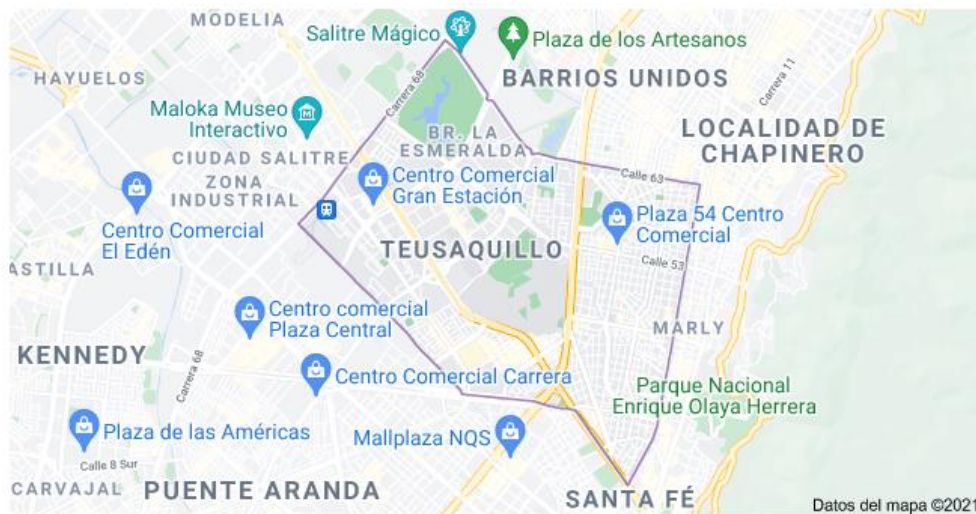 MODELIA
Salitre Mágico
Plaza de los Artesanos
HAYUELOS
BARRIOS UNIDOS
Carrera 68
Carrera 11
Maloka Museo
Interactivo
BR. LA
ESMERALDA
LOCALIDAD DE
CHAPINERO
CIUDAD SALITRE
ZONA
INDUSTRIAL
Centro Comercial
Gran Estación
Calle 63
Centro Comercial
El Edén
Plaza 54 Centro
Comercial
TEUSAQUILLO
ASTILLA
Calle 53
Centro comercial
Plaza Central
MARLY
KENNEDY
Carrera 68
Centro Comercial Carrera
Parque Nacional
Enrique Olaya Herrera
Plaza de las Américas
Mallplaza NQS
Calle 8 Sur
CARVAJAL
PUENTE ARANDA
SANTA FÉ
Datos del mapa ©2021